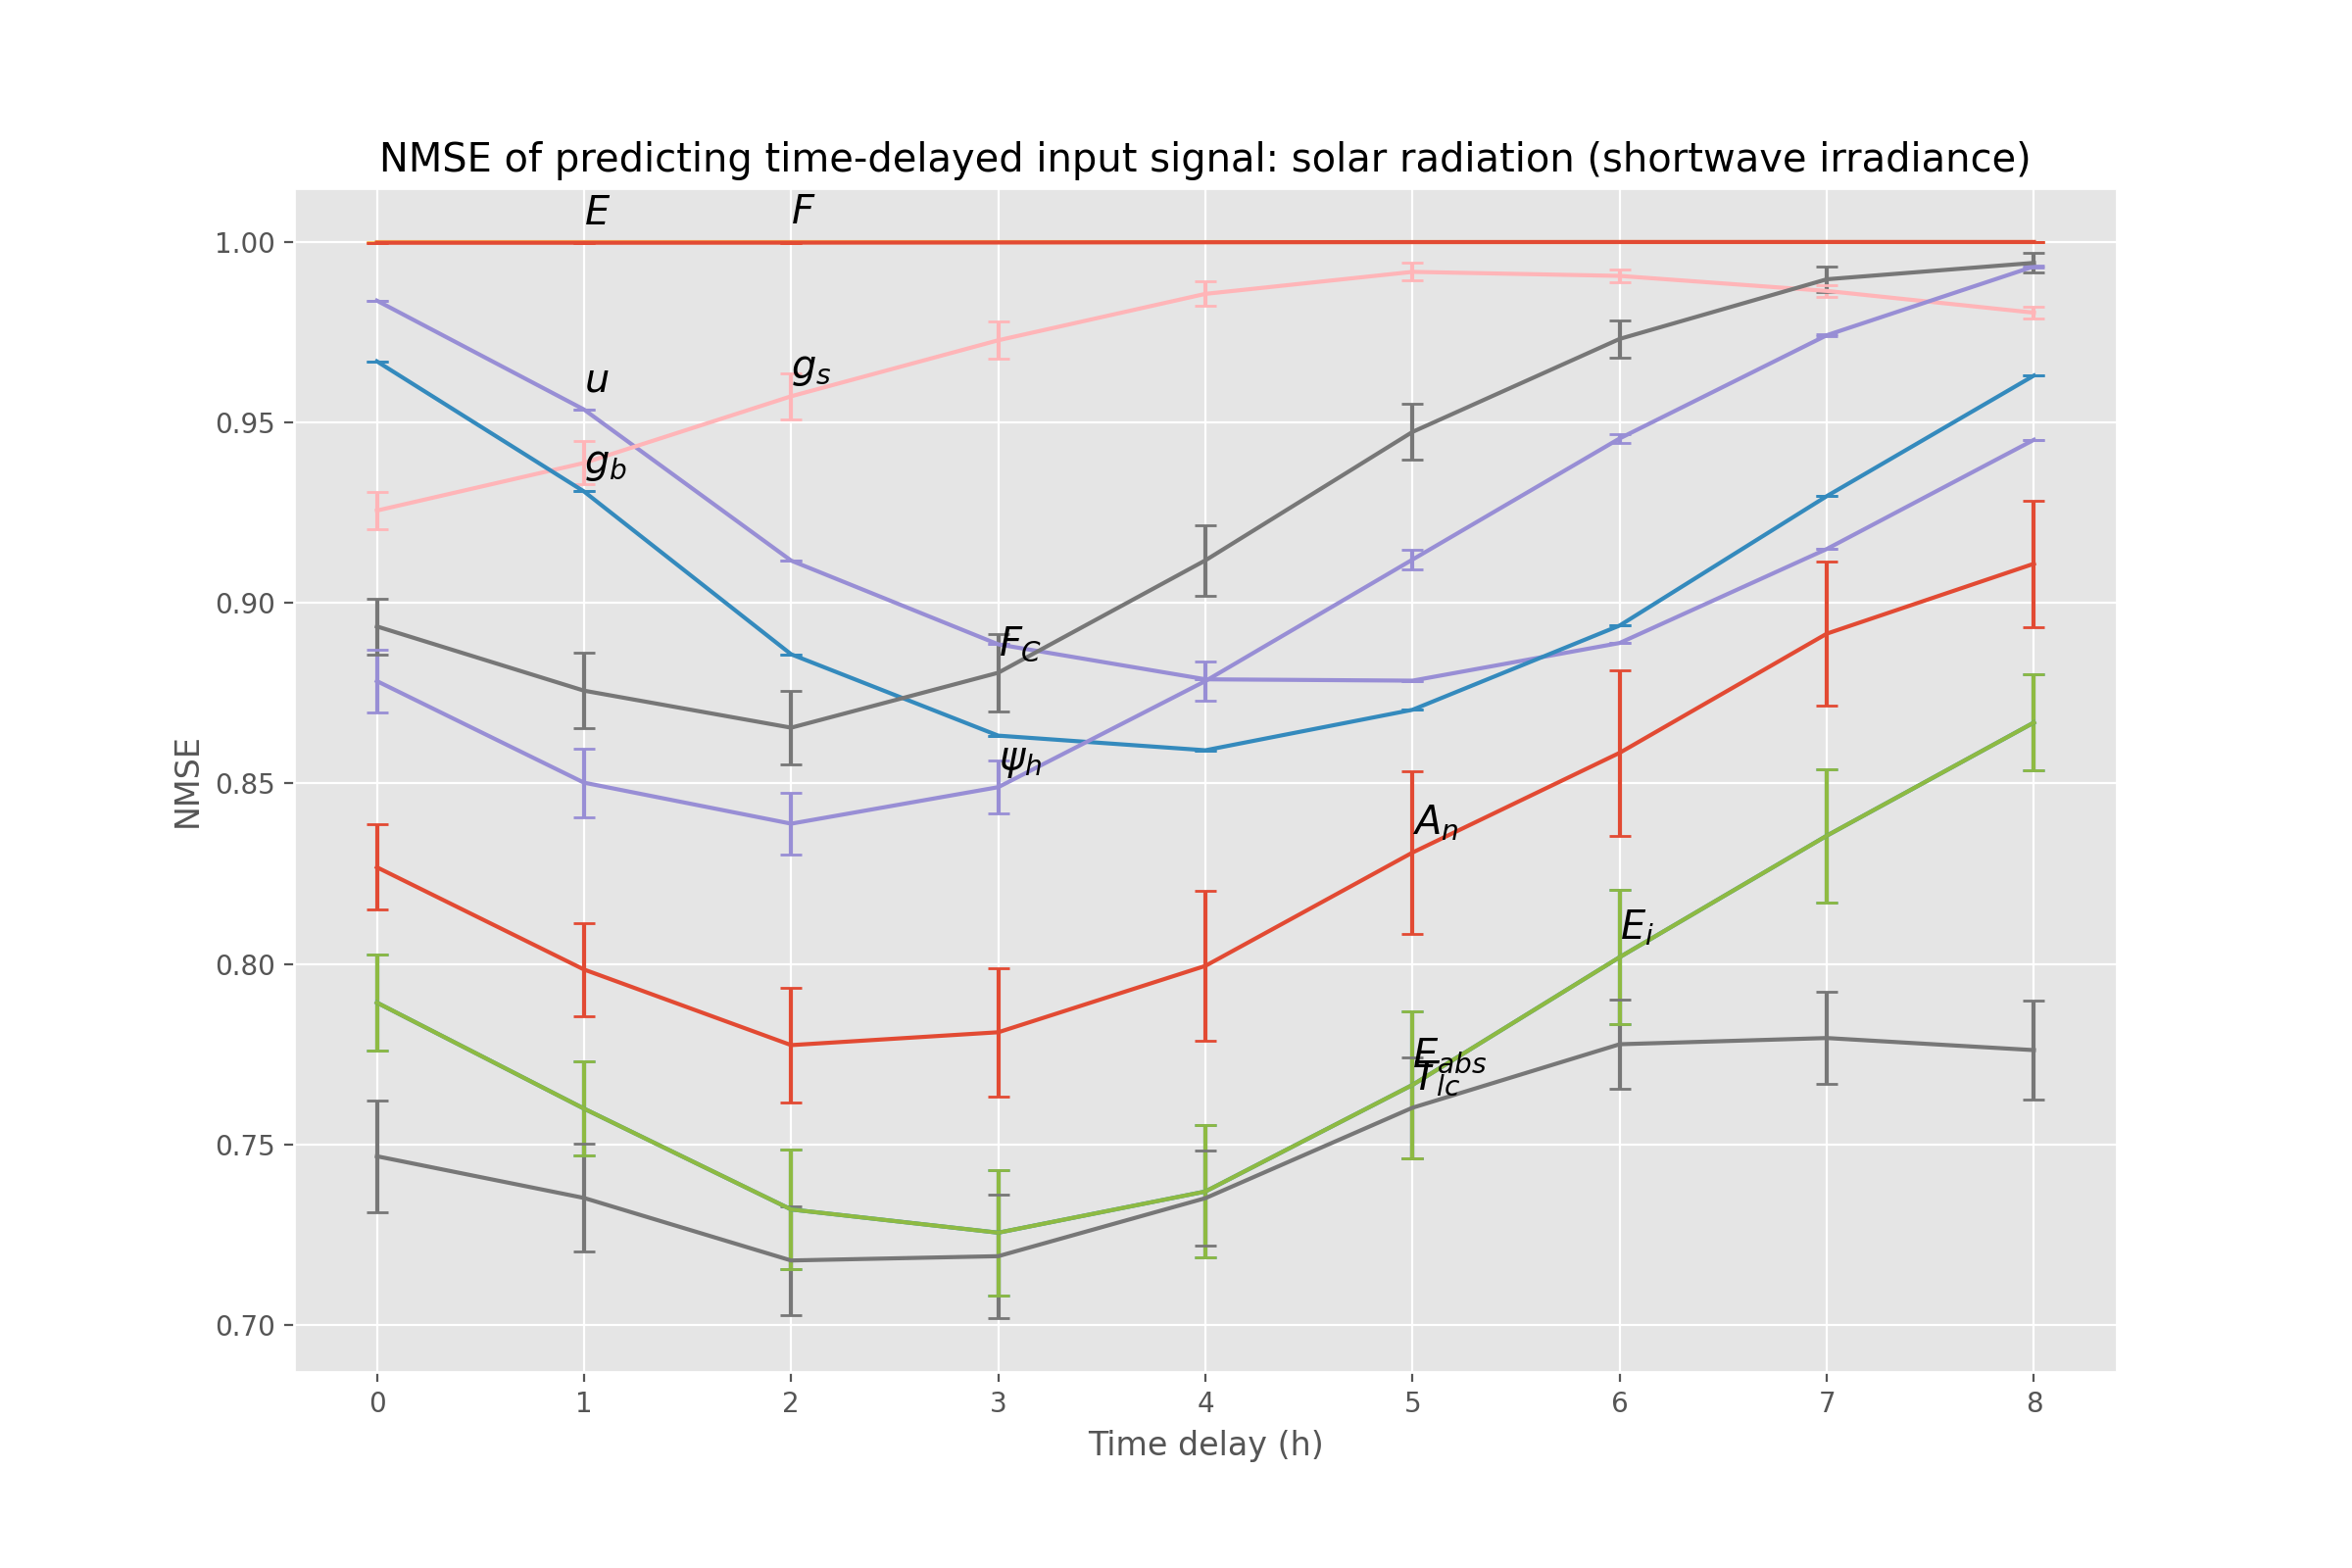 NMSE of predicting time-delayed input signal: solar radiation (shortwave irradiance)
E
F
1.00
u
g_s
0.95
g_b
0.90
F_C
NMSE
ψ_h
0.85
A_n
E_i
0.80
E_abs
T_lc
0.75
0.70
0 1 2 3 4 5 6 7 8
Time delay (h)